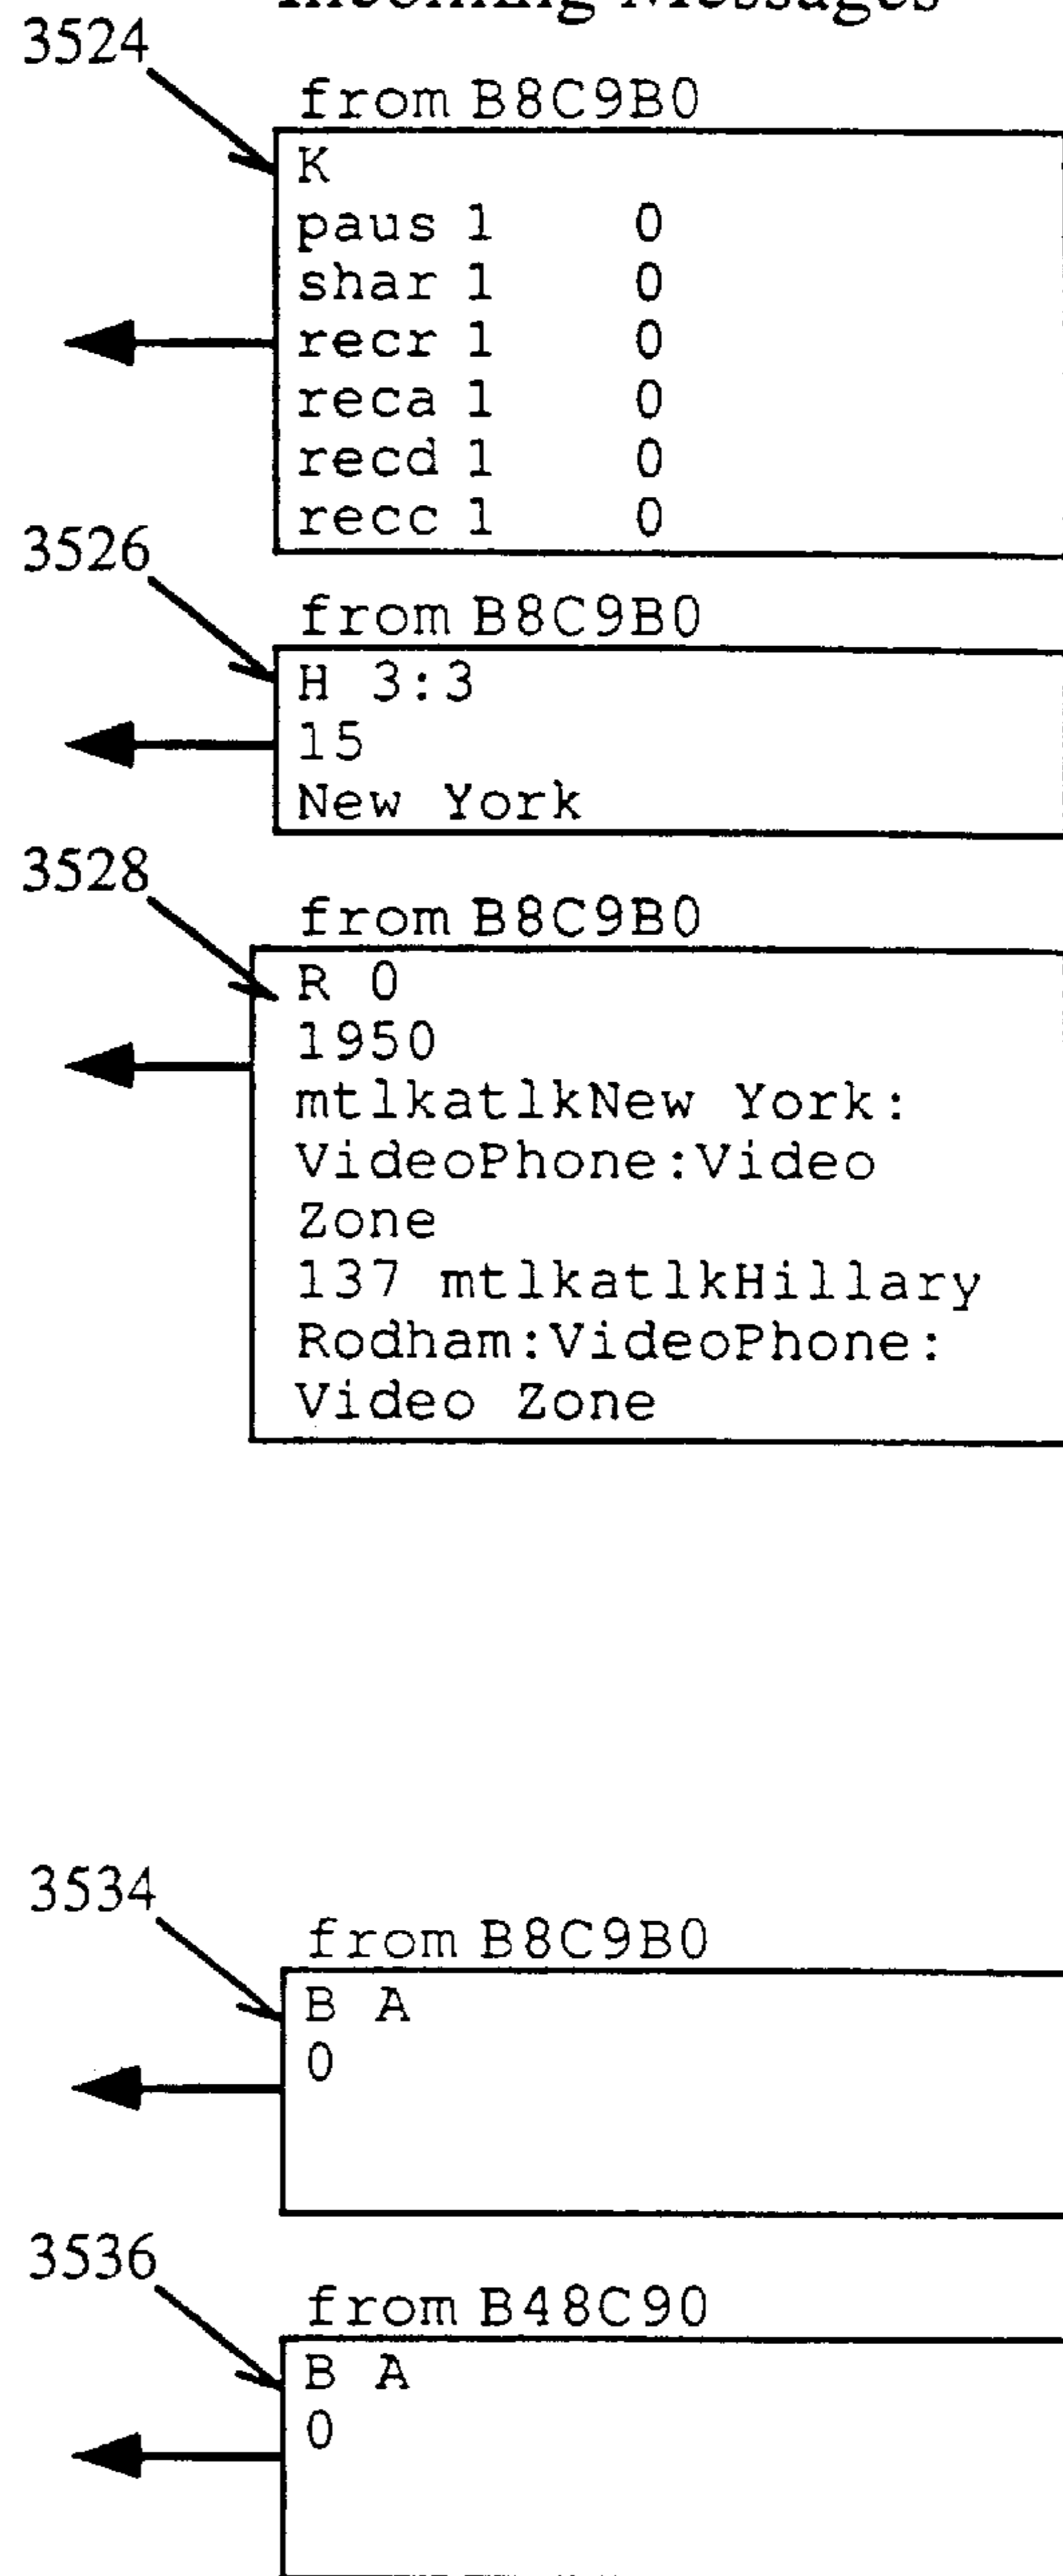 Incoming Messages
3524
from B8C9B0
K
paus 1 0
shar 1 0
recr 1 0
reca 1 0
recd 1 0
recc 1 0
3526
from B8C9B0
H 3:3
15
New York
3528
from B8C9B0
R 0
1950
mtlkatlkNew York:
VideoPhone:Video
Zone
137 mtlkatlkHillary
Rodham:VideoPhone:
Video Zone
3534
from B8C9B0
B A
0
3536
from B48C90
B A
0